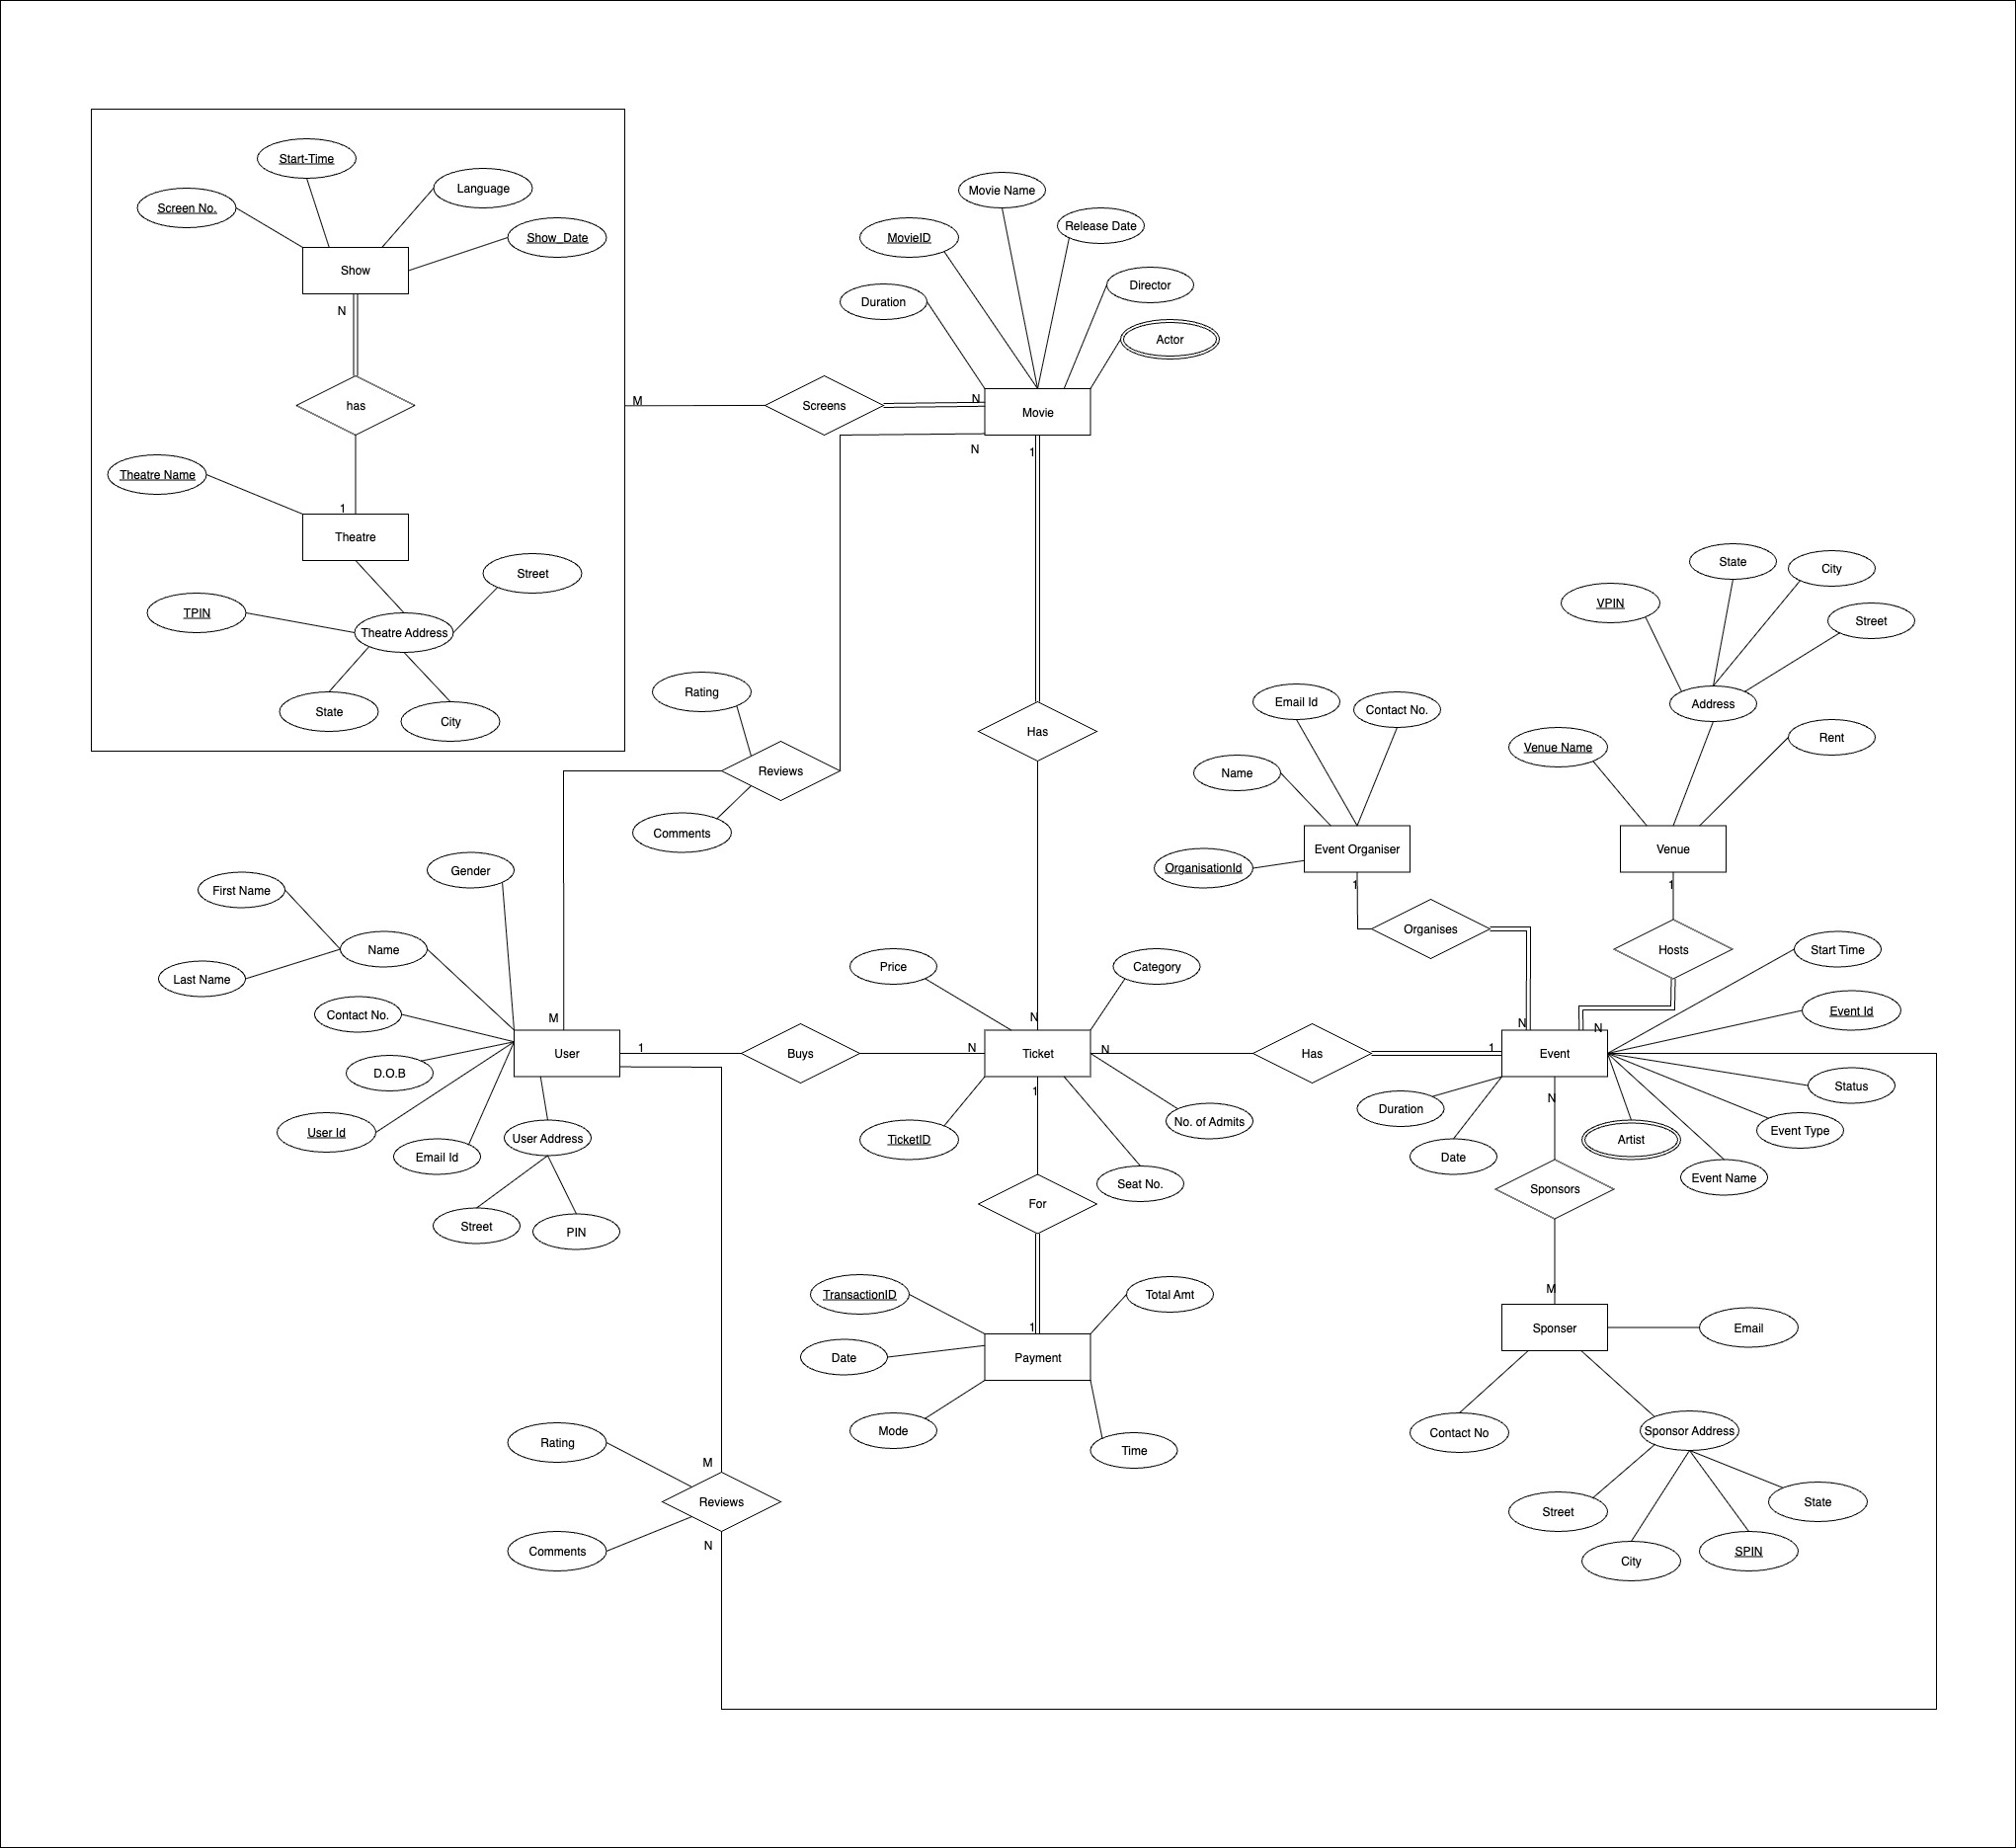 Start-Time
Language
Screen No.
Show_Date
Show
N
has
Theatre Name
1
Theatre
Street
TPIN
Theatre Address
State
City
Movie Name
Release Date
MovieID
Director
Duration
Actor
M
Screens
N
Movie
N
1
Rating
Reviews
Comments
Has
State
City
VPIN
Street
Address
Email Id
Contact No.
Venue Name
Rent
Name
Event Organiser
Venue
OrganisationId
1
1
Organises
Hosts
Gender
First Name
Name
Last Name
Contact No.
D.O.B
User Id
Email Id
User Address
Street
PIN
M
User
1
Buys
N
Price
Category
N
Ticket
N
TicketID
1
No. of Admits
Seat No.
Has
1
N
N
Event
Start Time
Event Id
Status
Event Type
Event Name
Artist
Duration
Date
N
Sponsors
M
Sponser
Email
Contact No
Sponsor Address
Street
State
City
SPIN
For
TransactionID
Total Amt
1
Date
Payment
Mode
Time
Rating
M
Reviews
Comments
N